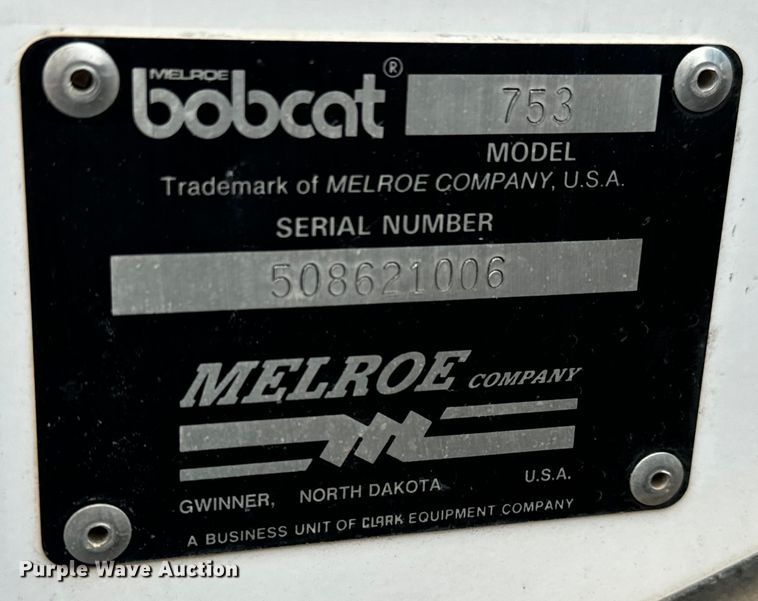 MELROE
bobcat® 753
MODEL
Trademark of MELROE COMPANY, U.S.A.
SERIAL NUMBER
508621006
MELROE COMPANY
GWINNER, NORTH DAKOTA U.S.A.
A BUSINESS UNIT OF CLARK EQUIPMENT COMPANY
Purple Wave Auction